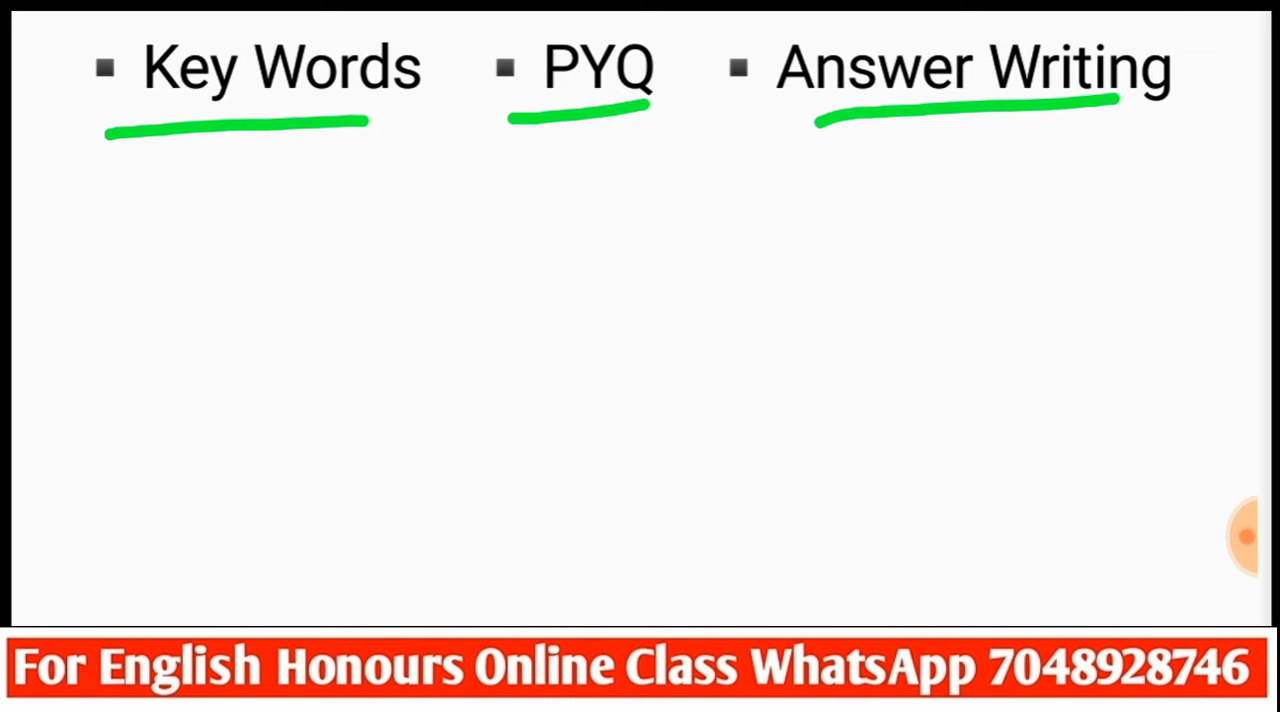 ▪ Key Words ▪ PYQ ▪ Answer Writing
For English Honours Online Class WhatsApp 7048928746